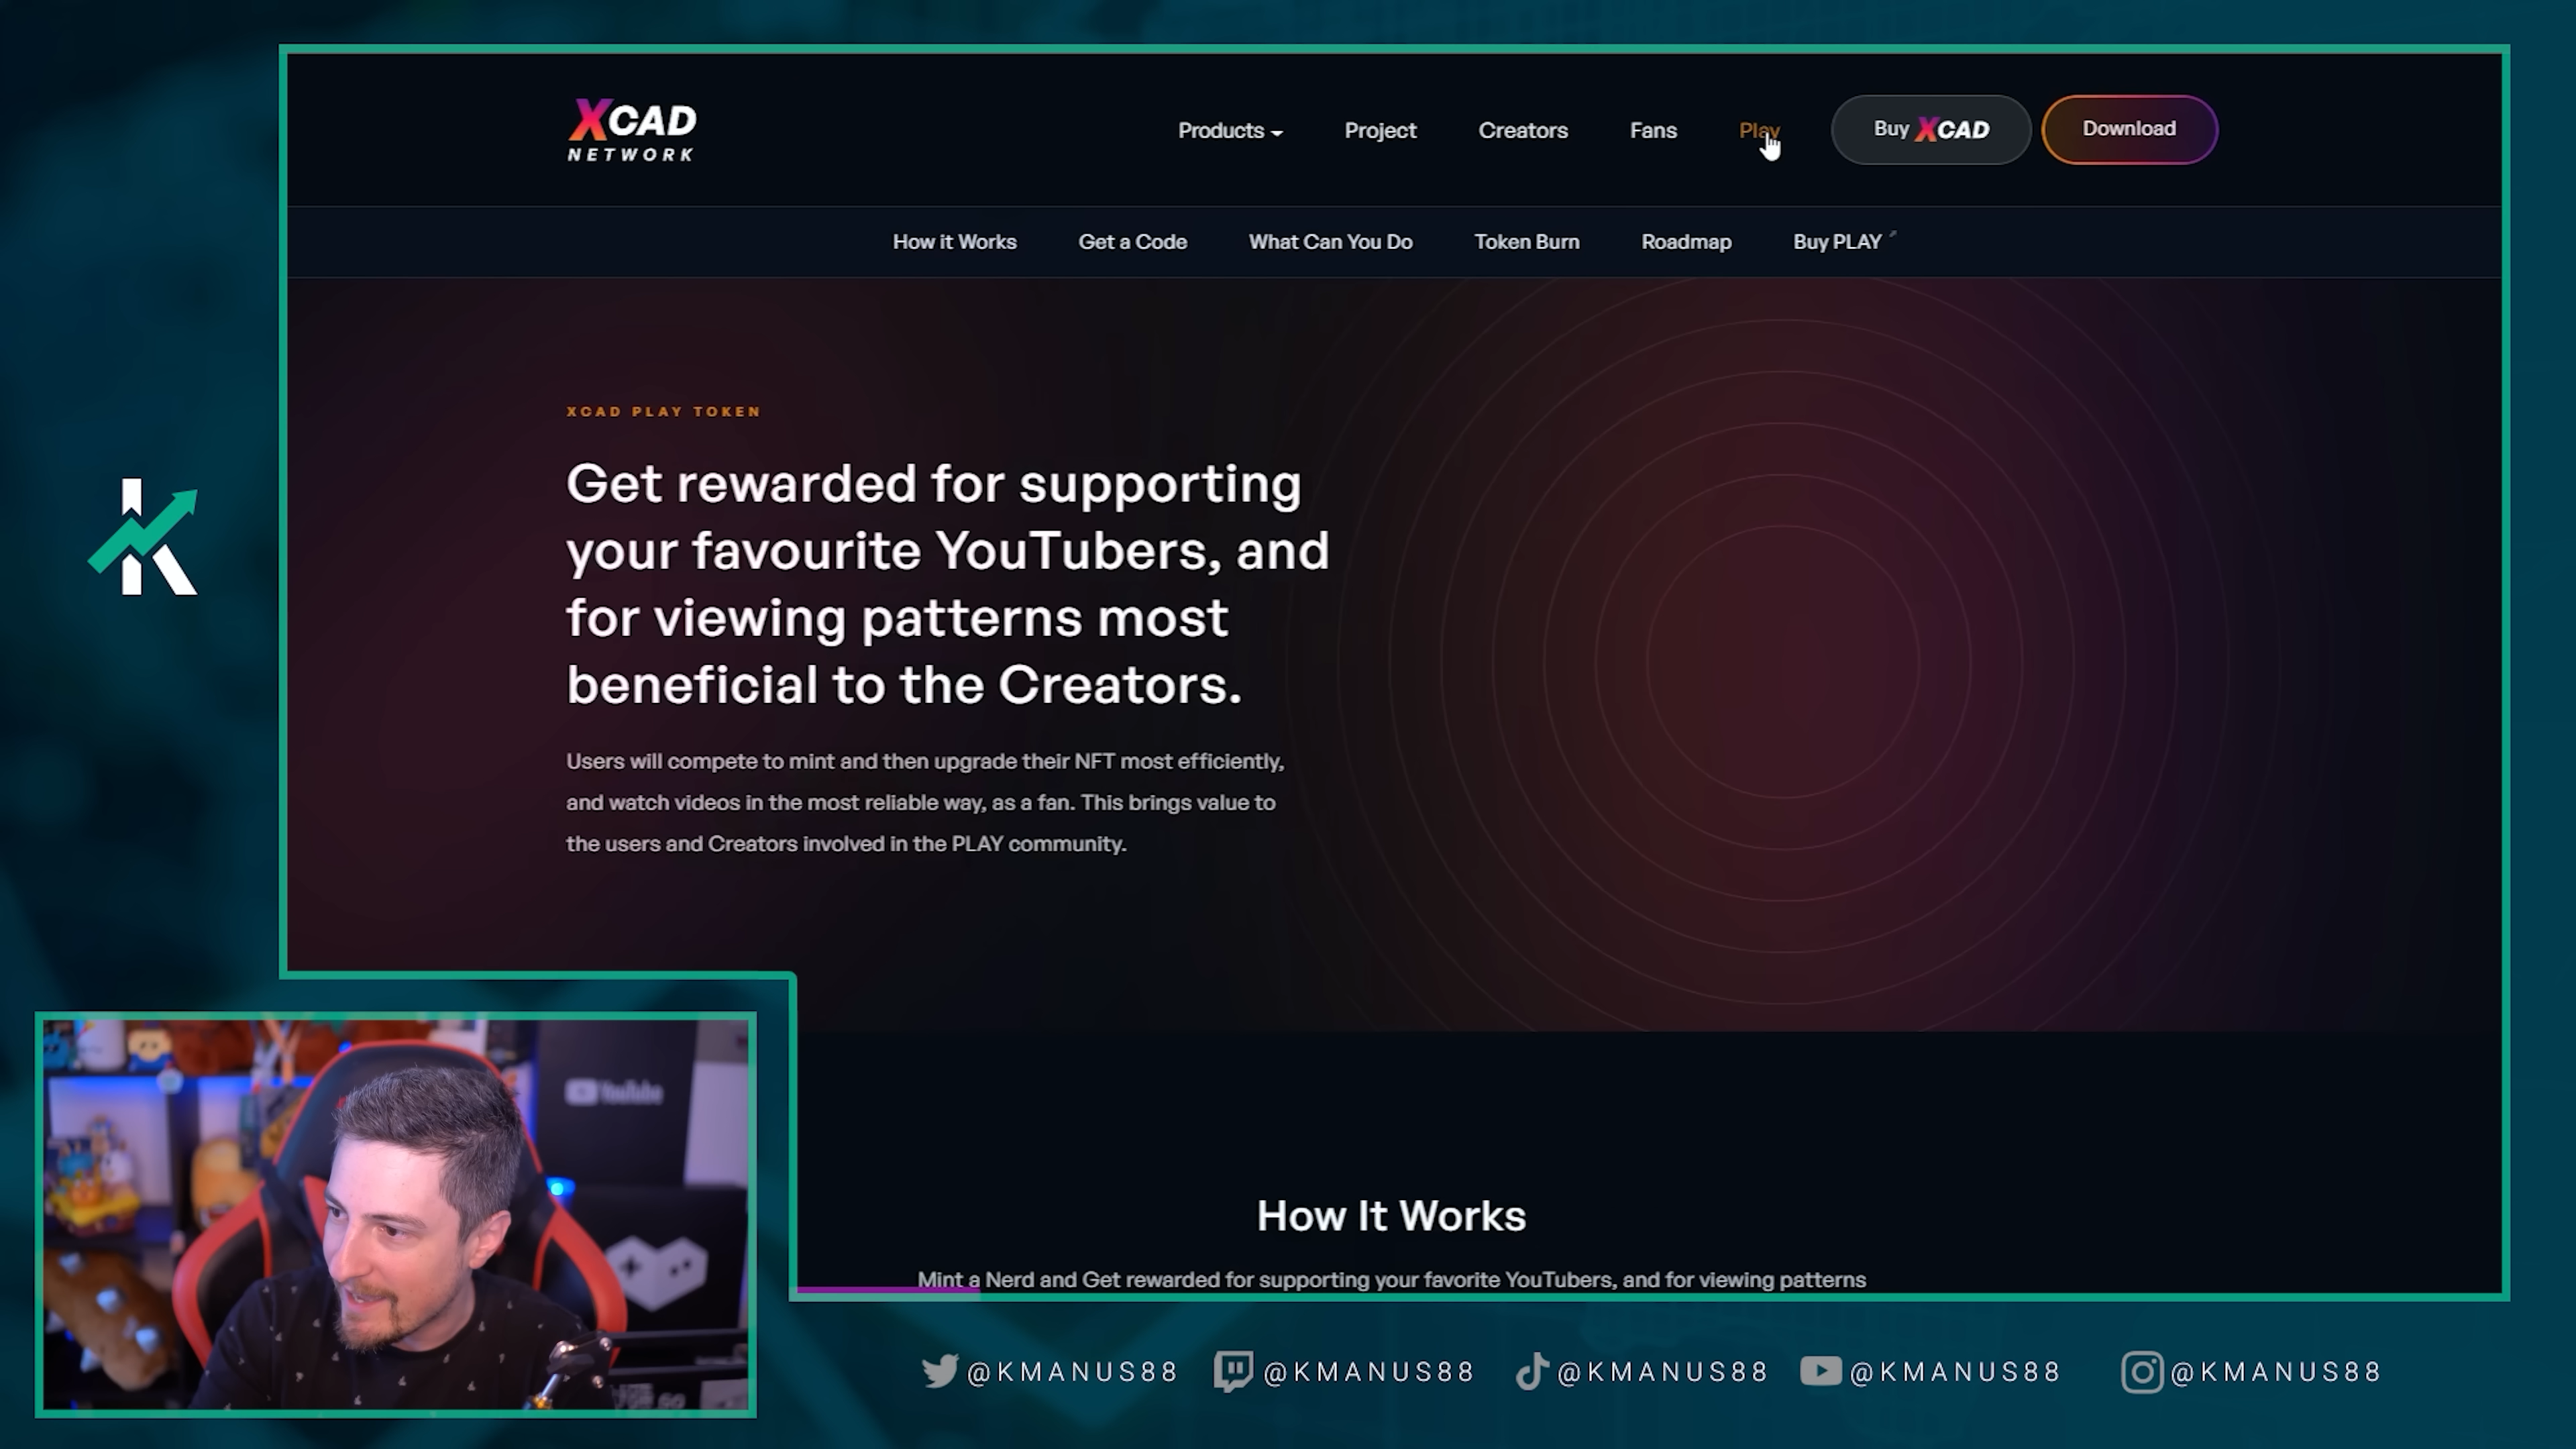 XCAD
NETWORK
Products
Project
Creators
Fans
Play
Buy XCAD
Download
How it Works
Get a Code
What Can You Do
Token Burn
Roadmap
Buy PLAY
XCAD PLAY TOKEN
Get rewarded for supporting
your favourite YouTubers, and
for viewing patterns most
beneficial to the Creators.
Users will compete to mint and then upgrade their NFT most efficiently,
and watch videos in the most reliable way, as a fan. This brings value to
the users and Creators involved in the PLAY community.
YouTube
How It Works
Mint a Nerd and Get rewarded for supporting your favorite YouTubers, and for viewing patterns
@KMANUS88
@KMANUS88
@KMANUS88
@KMANUS88
@KMANUS88